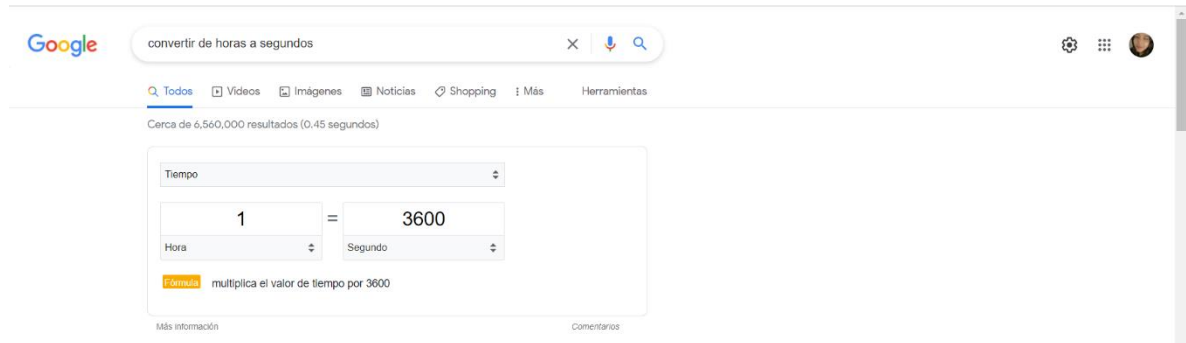 Google convertir de horas a segundos
Todos Videos Imágenes Noticias Shopping Más Herramientas
Cerca de 6,560,000 resultados (0.45 segundos)
Tiempo
1 = 3600
Hora Segundo
Fórmula multiplica el valor de tiempo por 3600
Más información Comentarios